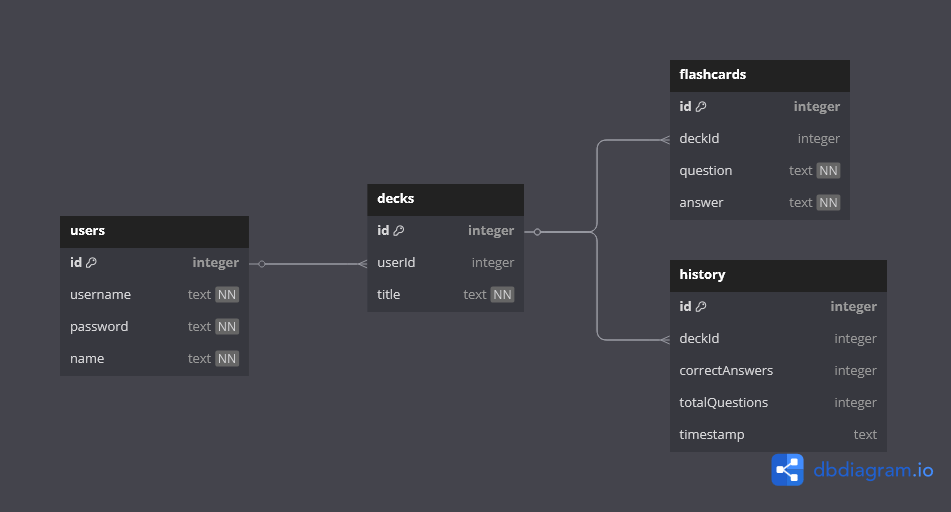 users
id integer
username text NN
password text NN
name text NN
decks
id integer
userId integer
title text NN
flashcards
id integer
deckId integer
question text NN
answer text NN
history
id integer
deckId integer
correctAnswers integer
totalQuestions integer
timestamp text
dbdiagram.io